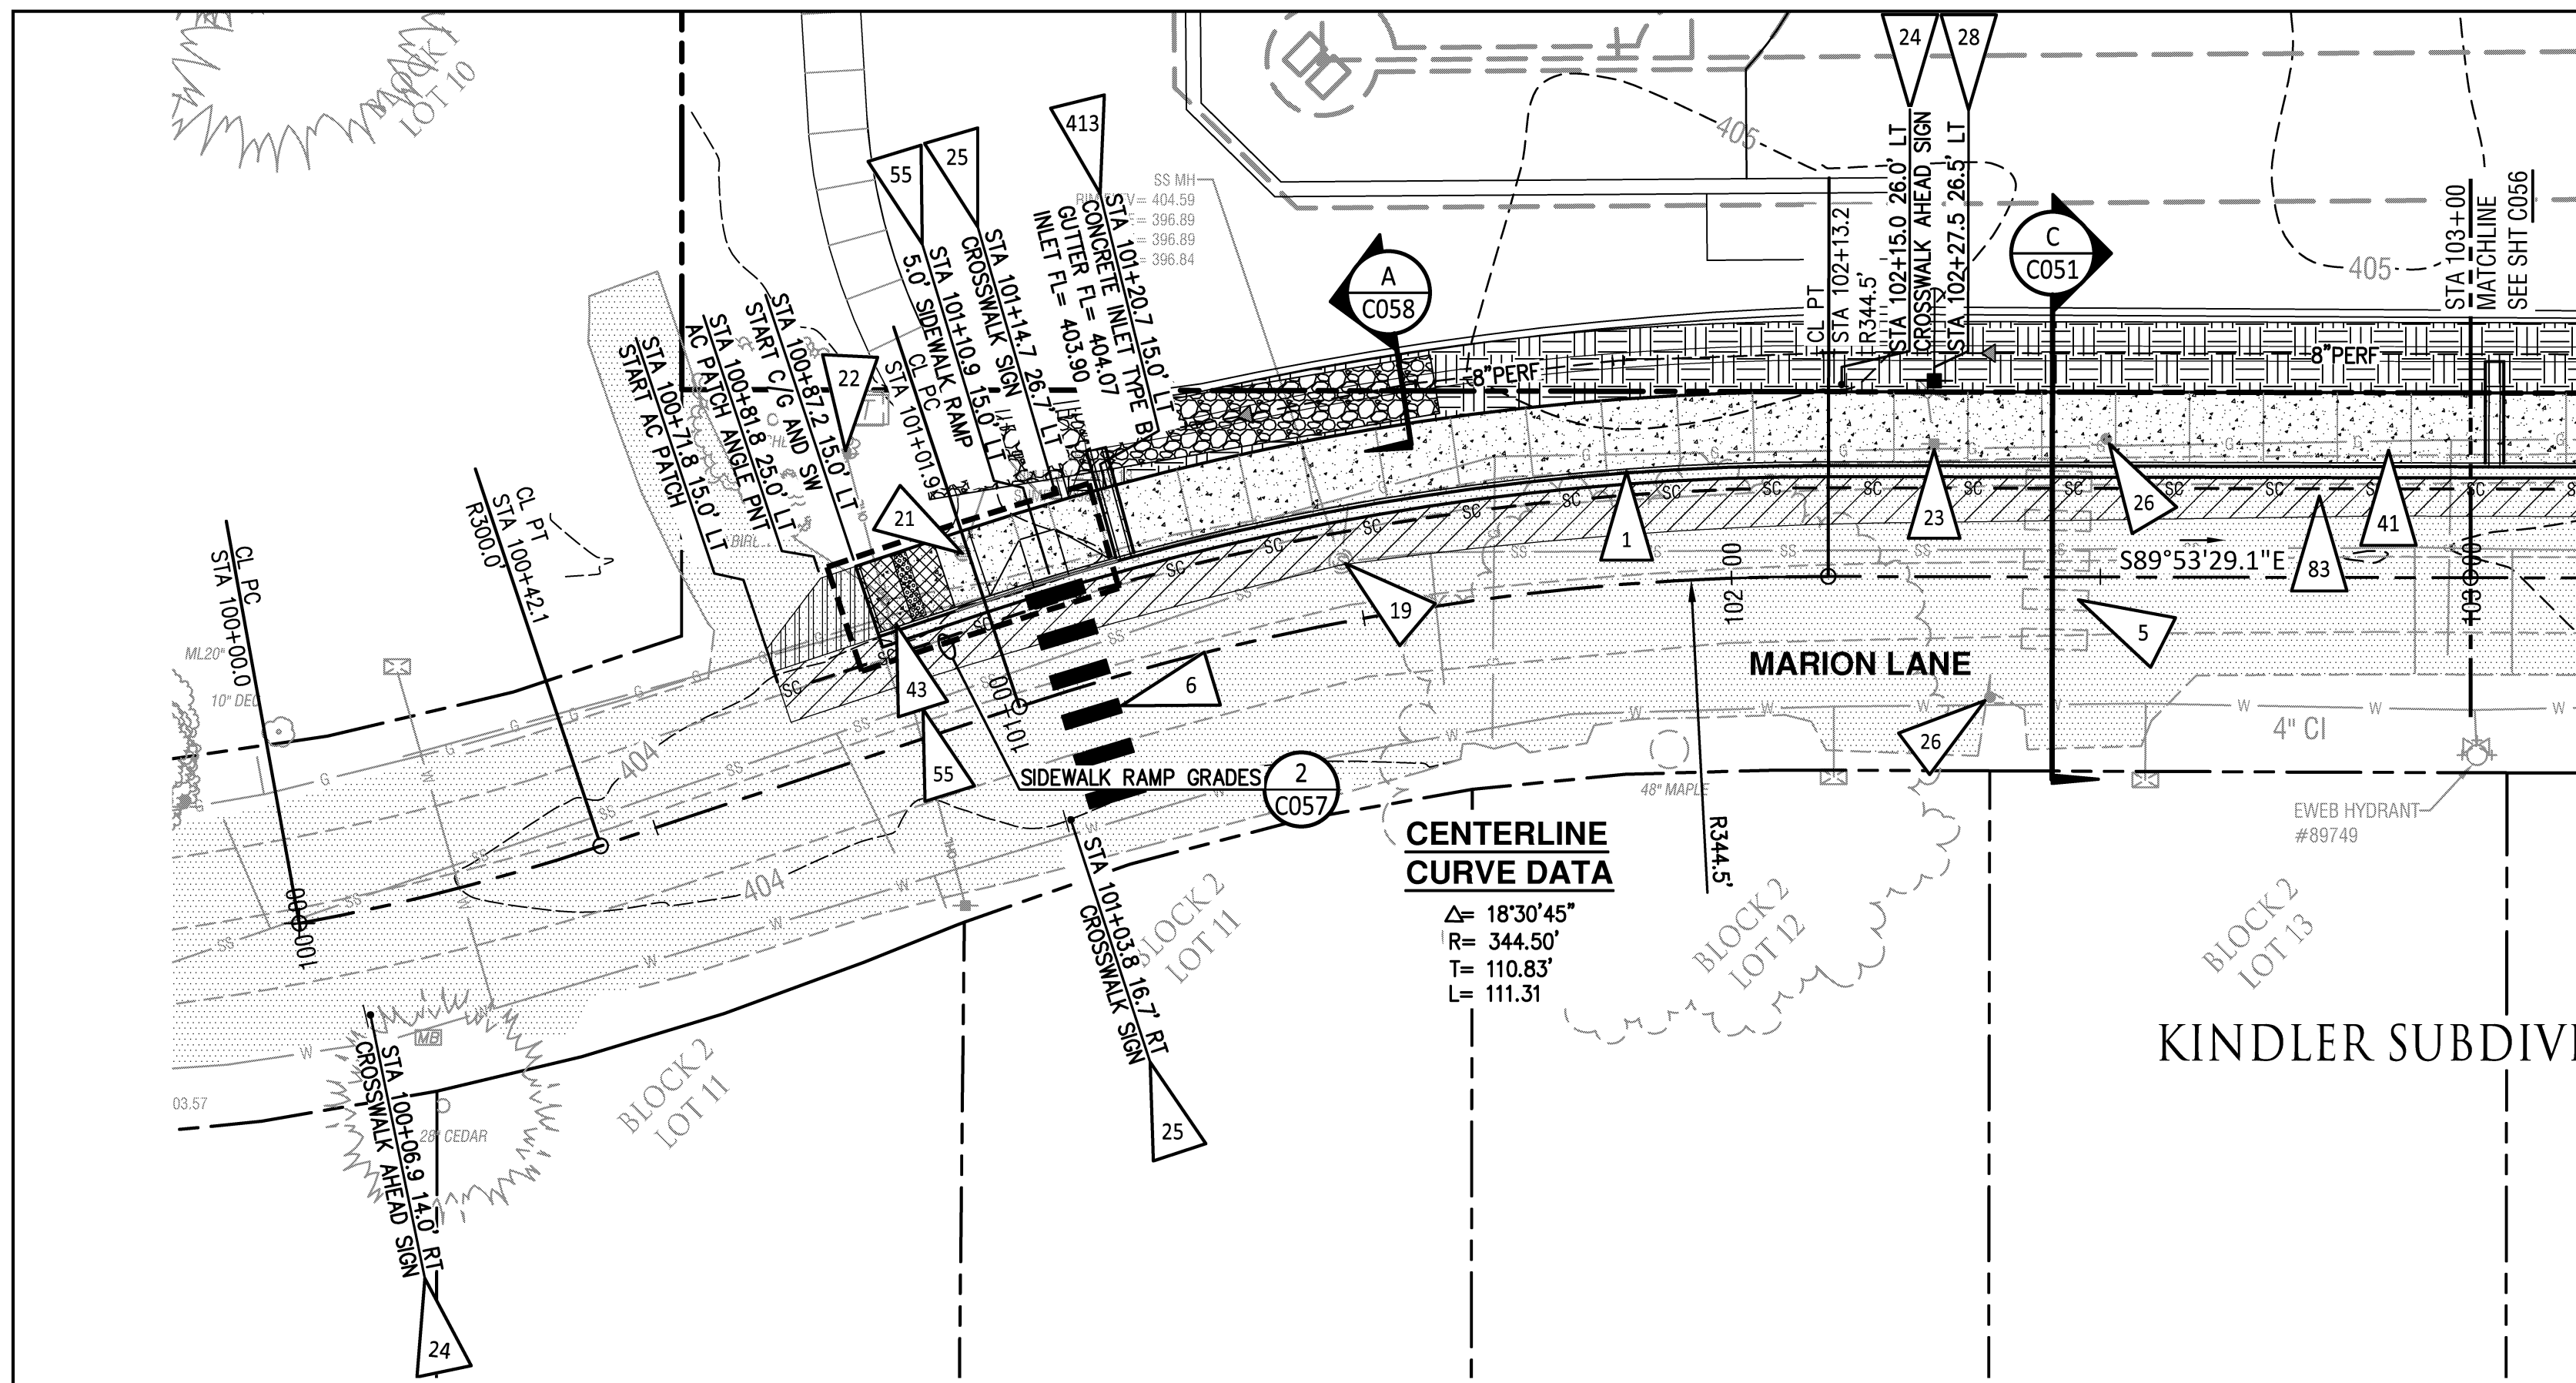 BLOCK 1
LOT 10
24
28
413
25
55
SS MH
= 404.59
= 396.89
= 396.89
= 396.84
405
405
STA 101+20.7 15.0' LT
CONCRETE INLET TYPE B
GUTTER FL= 404.07
INLET FL= 403.90
STA 101+14.7 26.7' LT
CROSSWALK SIGN
STA 101+10.9 15.0' LT
5.0' SIDEWALK RAMP
CL PC
STA 101+01.9
A
C058
CL PT
STA 102+13.2
R344.5'
STA 102+15.0 26.0' LT
CROSSWALK AHEAD SIGN
STA 102+27.5 26.5' LT
C
C051
STA 103+00
MATCHLINE
SEE SHT C056
STA 100+87.2 15.0' LT
START C/G AND SW
STA 100+81.8 25.0' LT
AC PATCH ANGLE PNT
STA 100+71.8 15.0' LT
START AC PATCH
22
8"PERF
8"PERF
21
CL PT
STA 100+42.1
R300.0'
CL PC
STA 100+00.0
1
23
26
41
83
19
S89°53'29.1"E
102+00
103+00
5
MARION LANE
ML20"
10" DEC
43
6
101+00
55
SIDEWALK RAMP GRADES
2
C057
26
4" CI
48" MAPLE
EWEB HYDRANT
#89749
404
404
R344.5'
CENTERLINE
CURVE DATA
Δ= 18°30'45"
R= 344.50'
T= 110.83'
L= 111.31
100+00
STA 101+03.8 16.7' RT
CROSSWALK SIGN
25
BLOCK 2
LOT 11
BLOCK 2
LOT 12
BLOCK 2
LOT 13
KINDLER SUBDIVI
MB
28" CEDAR
03.57
BLOCK 2
LOT 11
STA 100+06.9 14.0' RT
CROSSWALK AHEAD SIGN
24